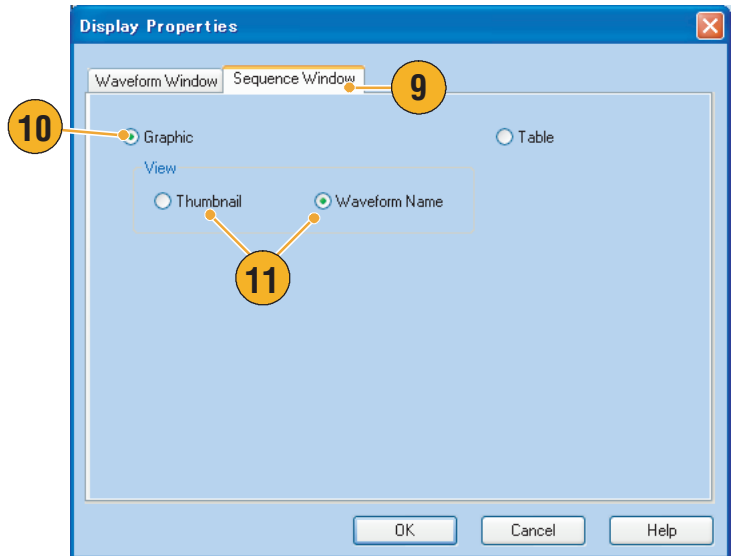 Display Properties
Waveform Window Sequence Window
9
10
Graphic Table
View
Thumbnail Waveform Name
11
OK Cancel Help